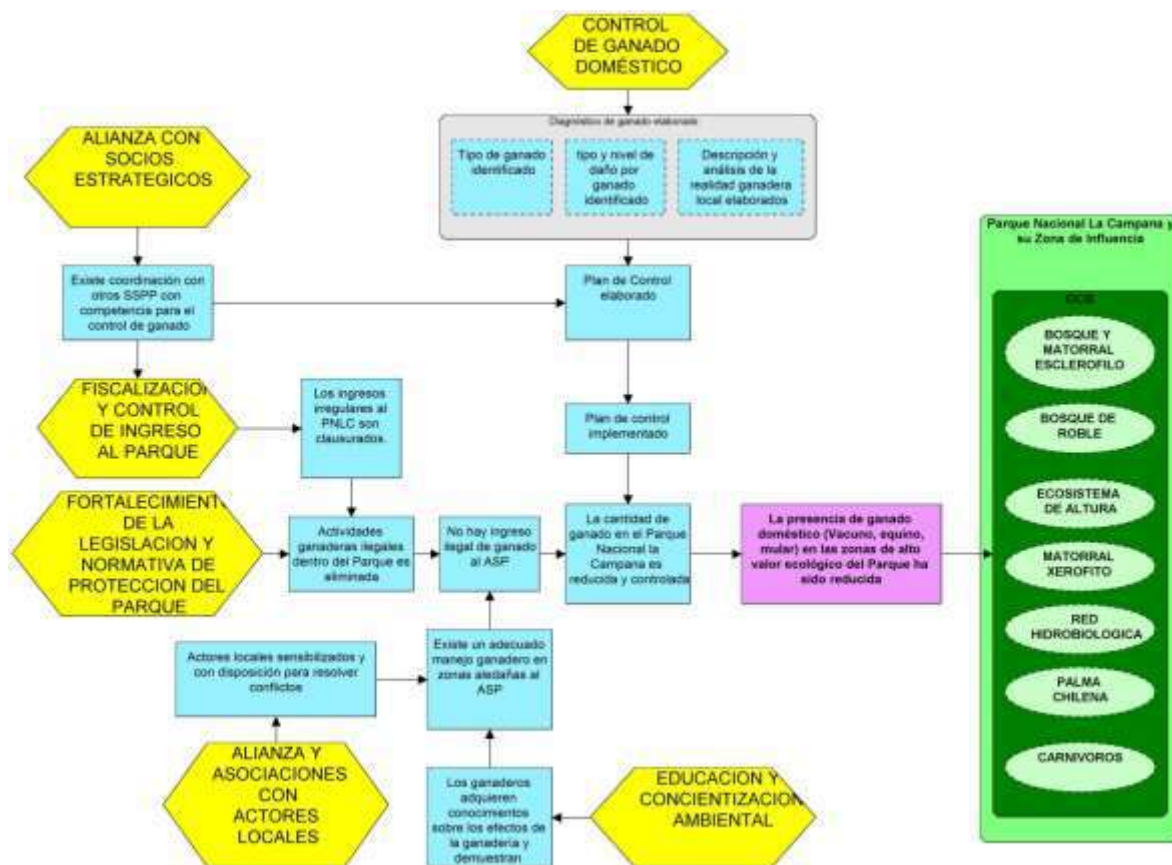 CONTROL
DE GANADO
DOMÉSTICO
Diagnóstico de ganado elaborado
Tipo de ganado
identificado
tipo y nivel de
daño por
ganado
identificado
Descripción y
análisis de la
realidad ganadera
local elaborados
ALIANZA CON
SOCIOS
ESTRATEGICOS
Existe coordinación con
otros SSPP con
competencia para el
control de ganado
Plan de Control
elaborado
Parque Nacional La Campana y
su Zona de Influencia
BOSQUE Y
MATORRAL
ESCLEROFILO
BOSQUE DE
ROBLE
ECOSISTEMA
DE ALTURA
MATORRAL
XEROFITO
RED
HIDROBIOLOGICA
PALMA
CHILENA
CARNIVOROS
FISCALIZACION
Y CONTROL
DE INGRESO
AL PARQUE
Los ingresos
irregulares al
PNLC son
clausurados.
Plan de control
implementado
FORTALECIMIENTO
DE LA
LEGISLACION Y
NORMATIVA DE
PROTECCION DEL
PARQUE
Actividades
ganaderas ilegales
dentro del Parque es
eliminada
No hay ingreso
ilegal de ganado
al ASP
La cantidad de
ganado en el Parque
Nacional la
Campana es
reducida y controlada
La presencia de ganado
doméstico (Vacuno, equino,
mular) en las zonas de alto
valor ecológico del Parque ha
sido reducida
Actores locales sensibilizados y
con disposición para resolver
conflictos
Existe un adecuado
manejo ganadero en
zonas aledañas al
ASP
ALIANZA Y
ASOCIACIONES
CON
ACTORES
LOCALES
Los ganaderos
adquieren
conocimientos
sobre los efectos de
la ganadería y
demuestran
EDUCACION Y
CONCIENTIZACION
AMBIENTAL